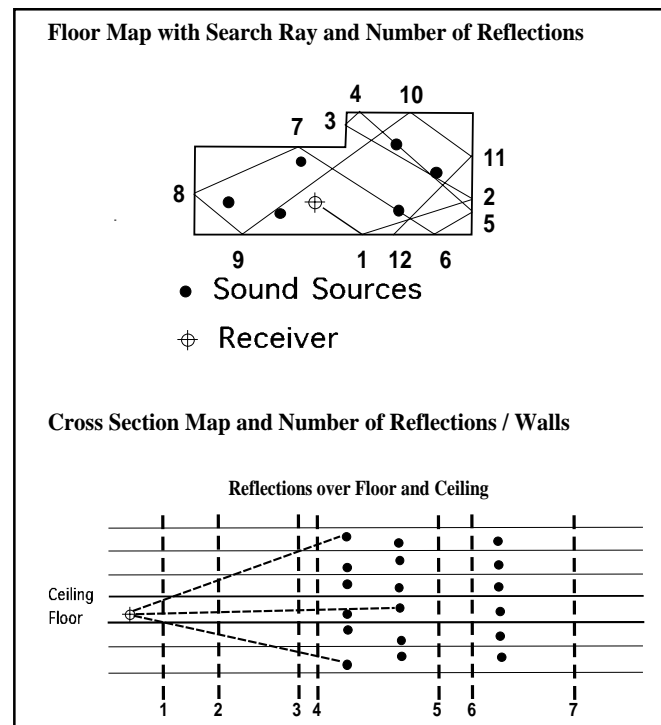 Floor Map with Search Ray and Number of Reflections
4 10
3
7
11
8
2
5
9 1 12 6
Sound Sources
Receiver
Cross Section Map and Number of Reflections / Walls
Reflections over Floor and Ceiling
Ceiling
Floor
1 2 3 4 5 6 7